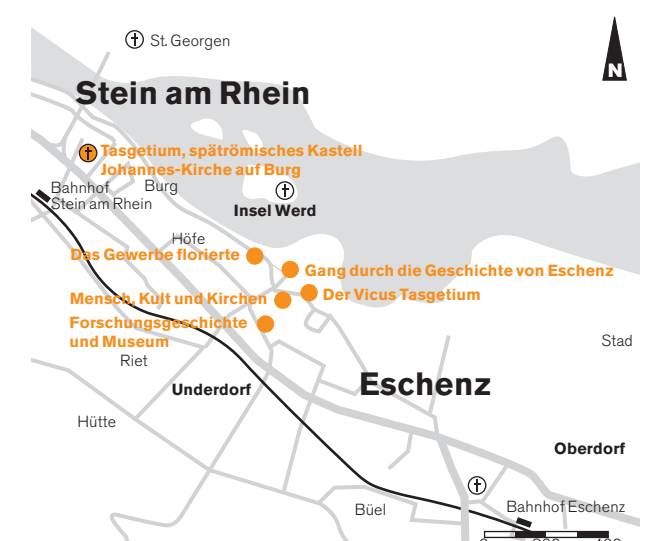 St. Georgen
N
Stein am Rhein
Tasgetium, spätrömisches Kastell
Johannes-Kirche auf Burg
Bahnhof
Stein am Rhein
Burg
Insel Werd
Höfe
Das Gewerbe florierte
Gang durch die Geschichte von Eschenz
Mensch, Kult und Kirchen
Der Vicus Tasgetium
Forschungsgeschichte
und Museum
Stad
Riet
Underdorf
Eschenz
Hütte
Oberdorf
Büel
Bahnhof Eschenz